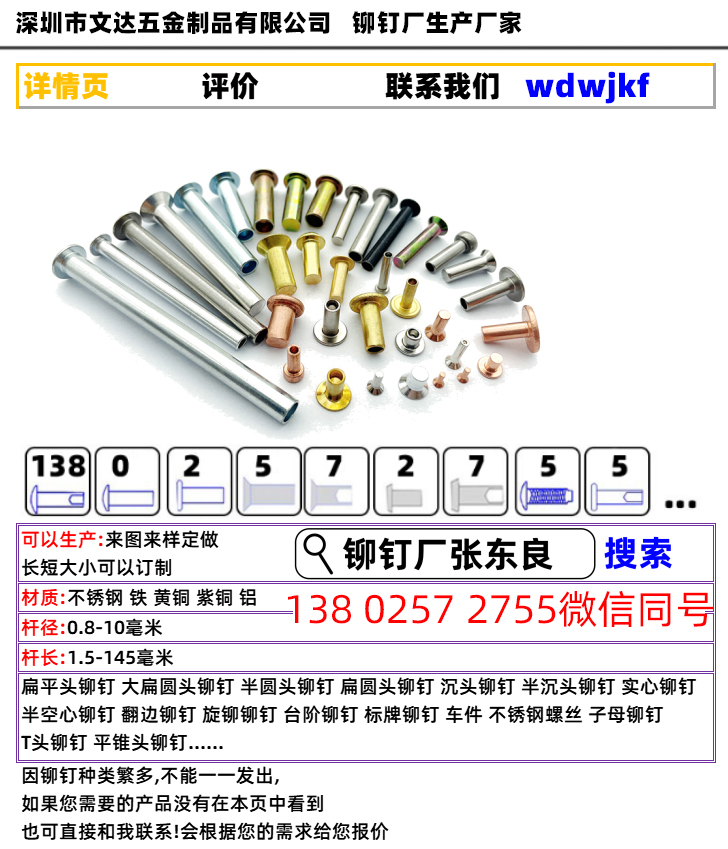 深圳市文达五金制品有限公司 铆钉厂生产厂家
详情页 评价 联系我们 wdwjkf
138 0 2 5 7 2 7 5 5 ...
可以生产:来图来样定做
长短大小可以订制
铆钉厂张东良 搜索
材质:不锈钢 铁 黄铜 紫铜 铝
138 0257 2755微信同号
杆径:0.8-10毫米
杆长:1.5-145毫米
扁平头铆钉 大扁圆头铆钉 半圆头铆钉 扁圆头铆钉 沉头铆钉 半沉头铆钉 实心铆钉
半空心铆钉 翻边铆钉 旋铆铆钉 台阶铆钉 标牌铆钉 车件 不锈钢螺丝 子母铆钉
T头铆钉 平锥头铆钉......
因铆钉种类繁多,不能一一发出,
如果您需要的产品没有在本页中看到
也可直接和我联系!会根据您的需求给您报价